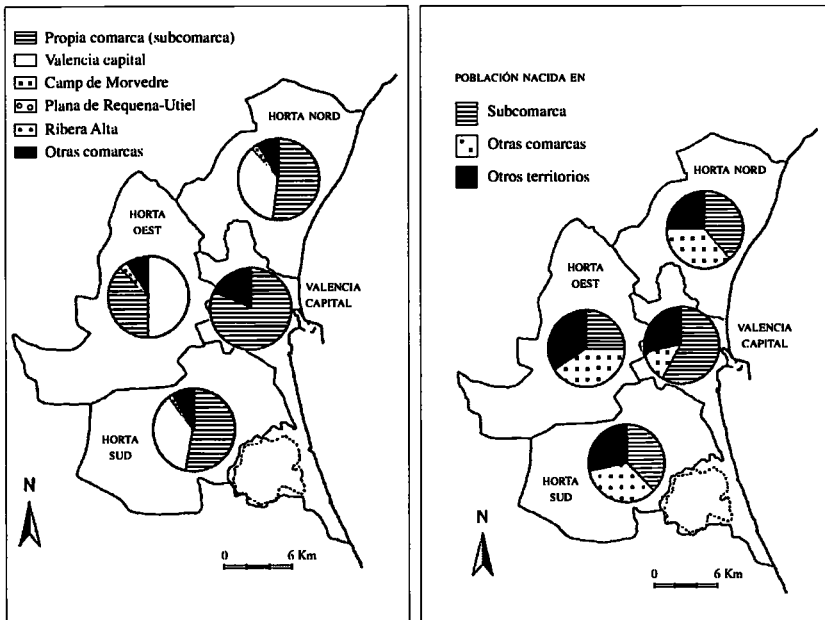 Propia comarca (subcomarca)
Valencia capital
Camp de Morvedre
Plana de Requena-Utiel
Ribera Alta
Otras comarcas
HORTA NORD
HORTA
OEST
VALENCIA
CAPITAL
HORTA
SUD
N
0 6 Km
POBLACIÓN NACIDA EN
Subcomarca
Otras comarcas
Otros territorios
HORTA NORD
HORTA
OEST
VALENCIA
CAPITAL
HORTA
SUD
N
0 6 Km